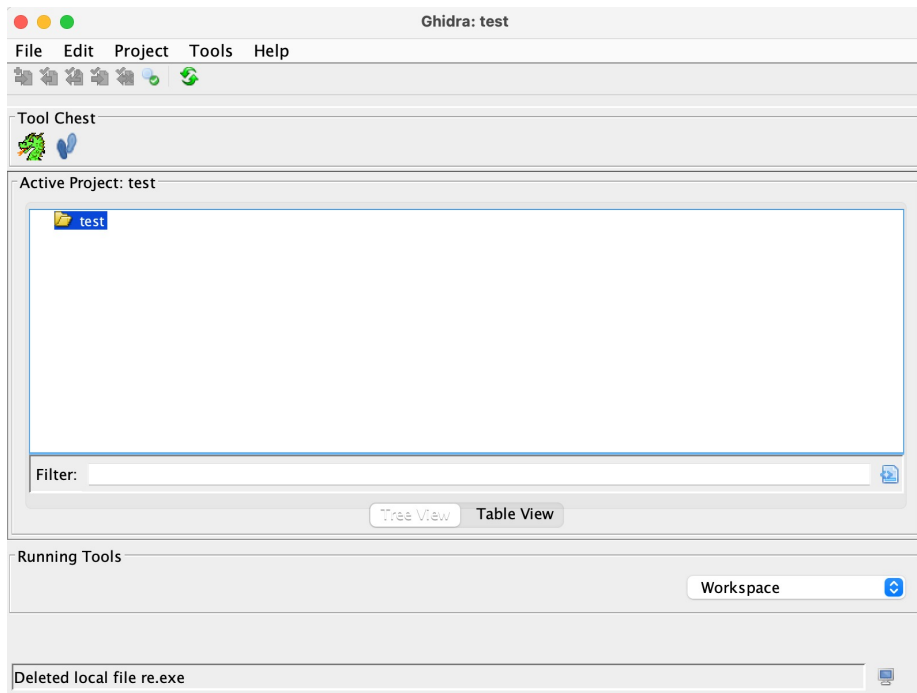 Ghidra: test
File Edit Project Tools Help
Tool Chest
Active Project: test
test
Filter:
Tree View Table View
Running Tools
Workspace
Deleted local file re.exe